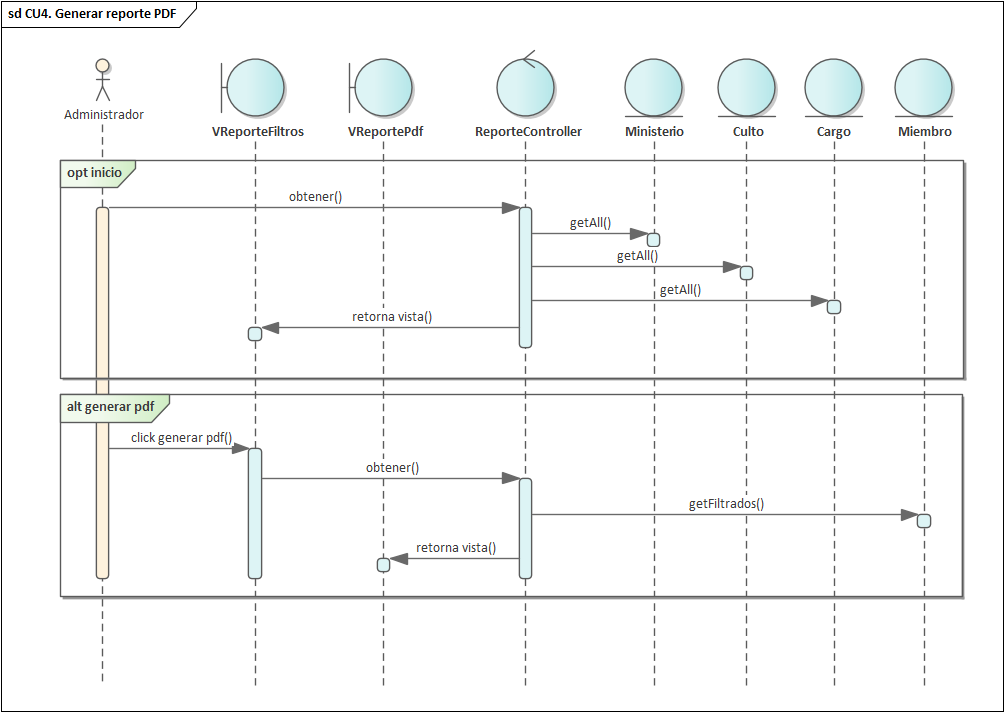 sd CU4. Generar reporte PDF
Administrador
VReporteFiltros
VReportePdf
ReporteController
Ministerio
Culto
Cargo
Miembro
opt inicio
obtener()
getAll()
getAll()
getAll()
retorna vista()
alt generar pdf
click generar pdf()
obtener()
getFiltrados()
retorna vista()